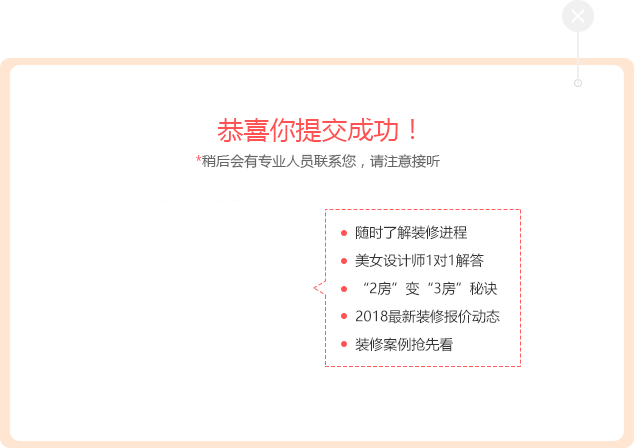 恭喜你提交成功！
*稍后会有专业人员联系您，请注意接听
随时了解装修进程
美女设计师1对1解答
“2房”变“3房”秘诀
2018最新装修报价动态
装修案例抢先看